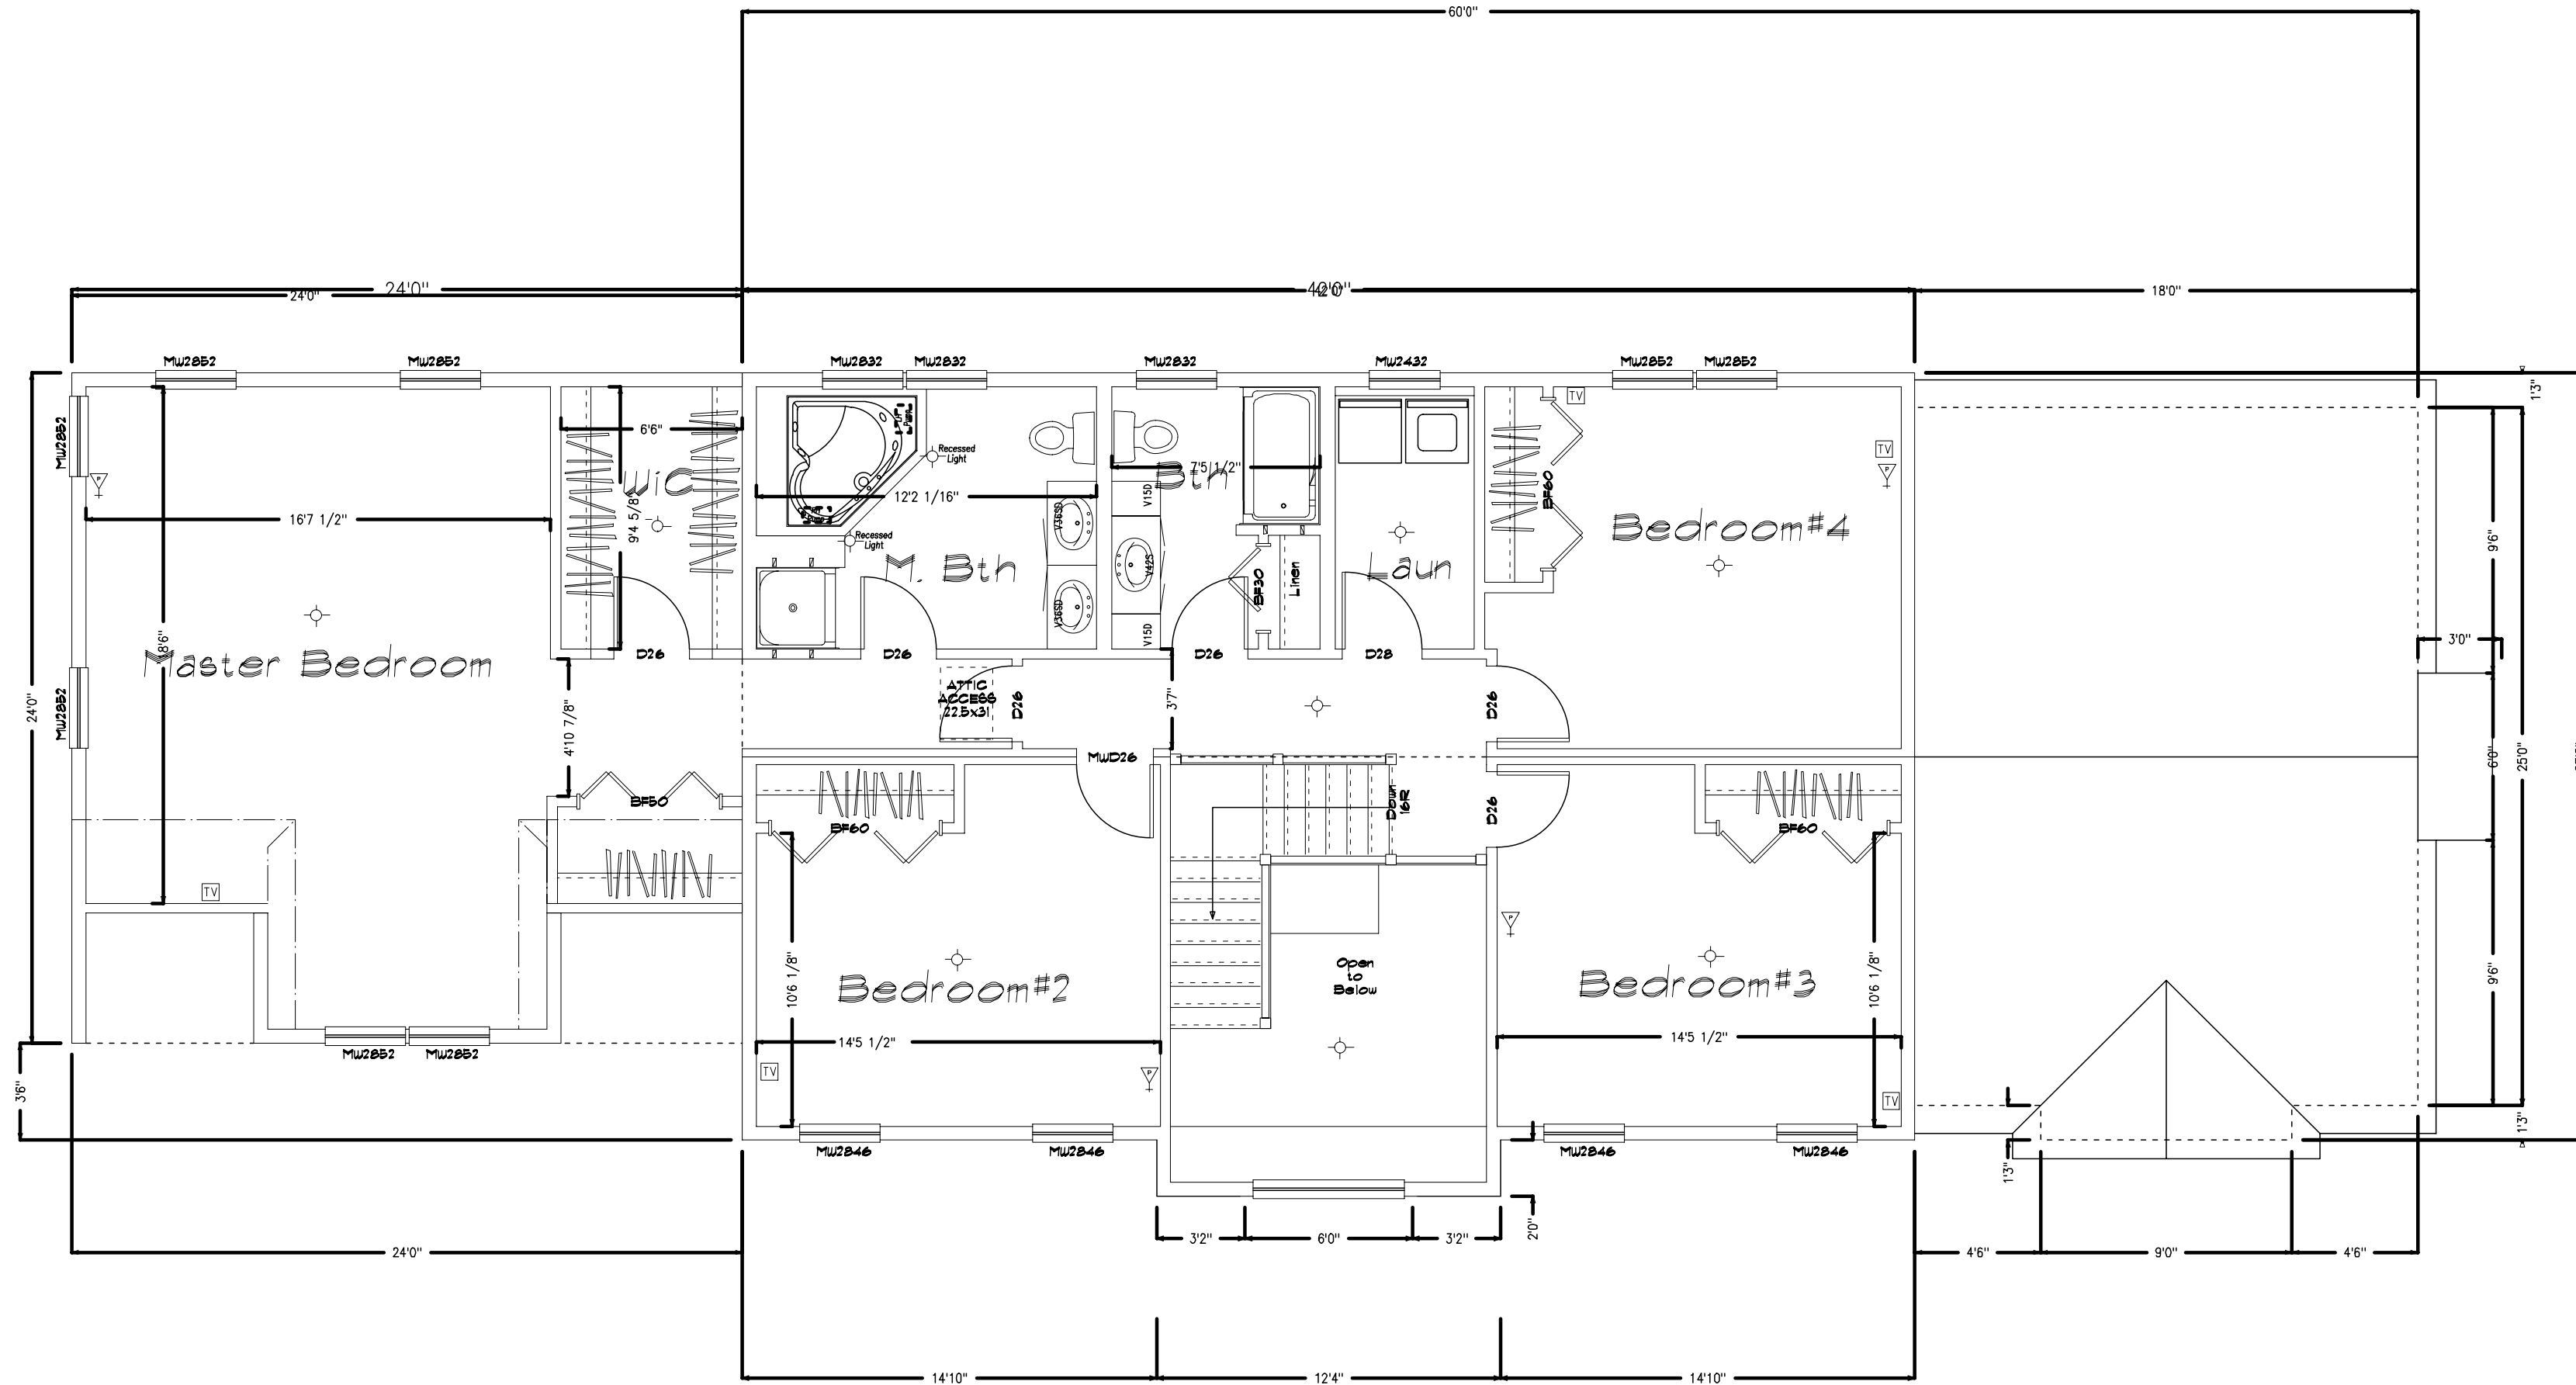 60'0"
24'0"
24'0"
42'0"
18'0"
MW2852
MW2852
MW2832
MW2832
MW2832
MW2432
MW2852
MW2852
1'3"
TV
MW2852
6'6"
Recessed
Light
TV
P
P
WIC
7'5 1/2"
Bth
V15D
BF60
12'2 1/16"
V36SD
9'4 5/8"
16'7 1/2"
Bedroom#4
9'6"
Recessed
Light
M. Bth
V42S
Laun
Linen
BF30
V36SD
V15D
18'6"
Master Bedroom
D26
D26
D26
D28
3'0"
24'0"
MW2852
4'10 7/8"
ATTIC
ACCESS
22.5x31
D26
3'7"
D26
MWD26
6'0"
25'0"
BF50
Down
16R
D26
BF60
BF60
TV
P
10'6 1/8"
Bedroom#2
Open
to
Below
Bedroom#3
10'6 1/8"
9'6"
14'5 1/2"
14'5 1/2"
MW2852
MW2852
TV
P
TV
3'6"
1'3"
MW2846
MW2846
MW2846
MW2846
1'3"
3'2"
6'0"
3'2"
2'0"
24'0"
4'6"
9'0"
4'6"
14'10"
12'4"
14'10"